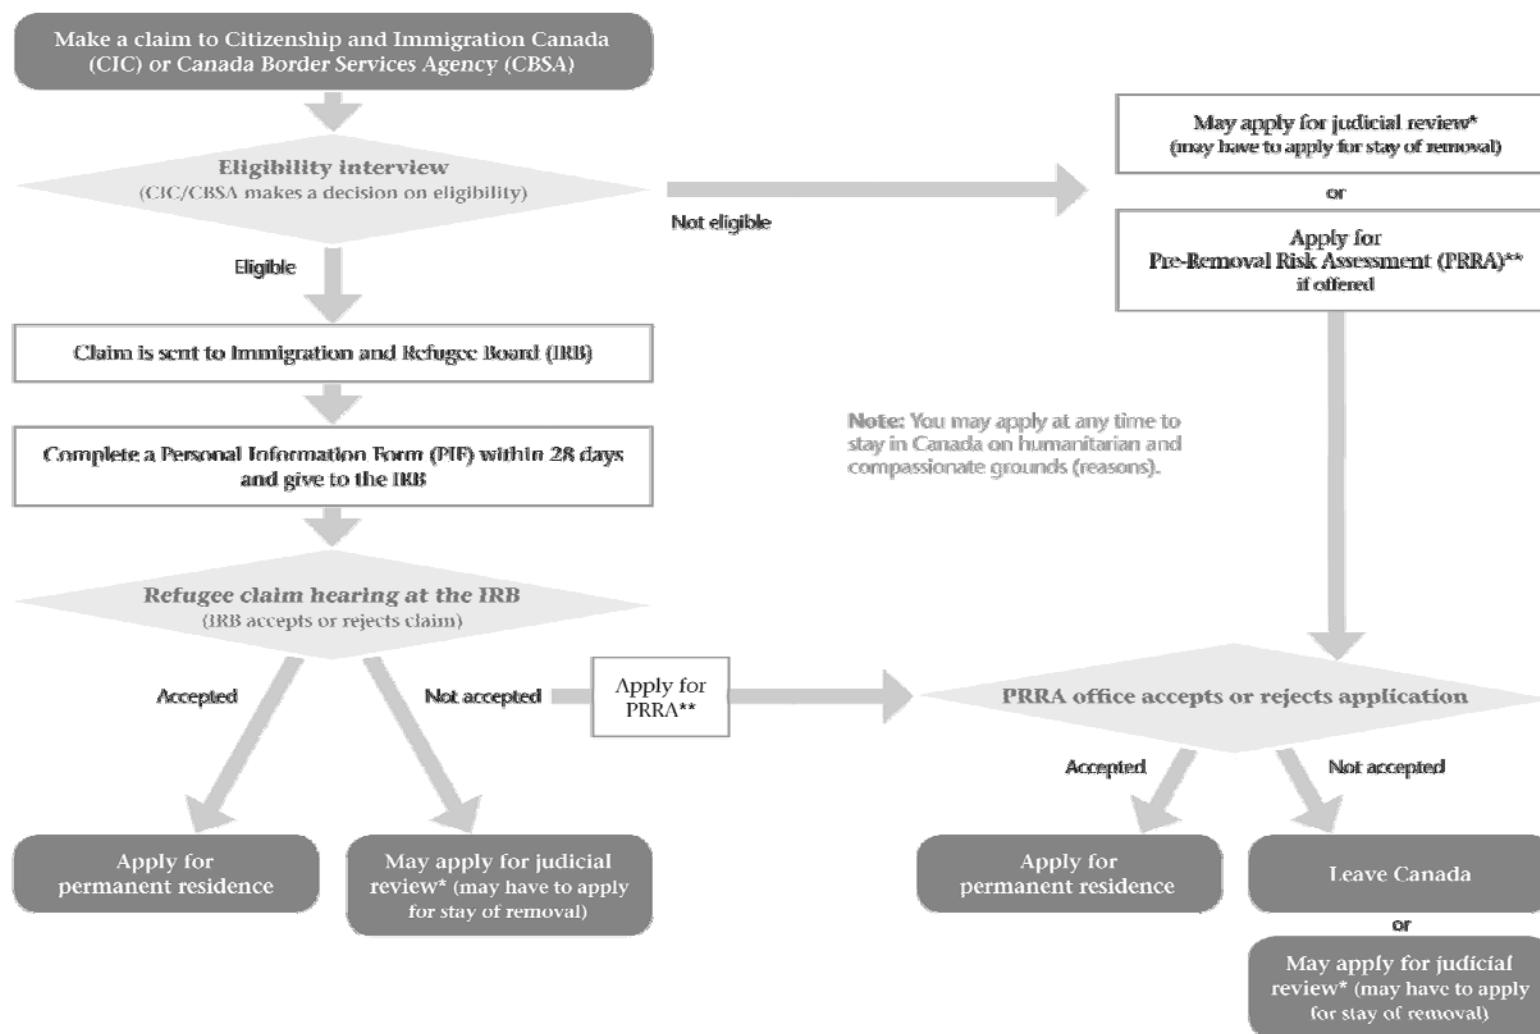 Make a claim to Citizenship and Immigration Canada
(CIC) or Canada Border Services Agency (CBSA)
Eligibility interview
(CIC/CBSA makes a decision on eligibility)
Not eligible
May apply for judicial review*
(may have to apply for stay of removal)
or
Apply for
Pre-Removal Risk Assessment (PRRA)**
if offered
Eligible
Claim is sent to Immigration and Refugee Board (IRB)
Complete a Personal Information Form (PIF) within 28 days
and give to the IRB
Note: You may apply at any time to
stay in Canada on humanitarian and
compassionate grounds (reasons).
Refugee claim hearing at the IRB
(IRB accepts or rejects claim)
Accepted
Not accepted
Apply for
PRRA**
PRRA office accepts or rejects application
Accepted
Not accepted
Apply for
permanent residence
May apply for judicial
review* (may have to apply
for stay of removal)
Apply for
permanent residence
Leave Canada
or
May apply for judicial
review* (may have to apply
for stay of removal)